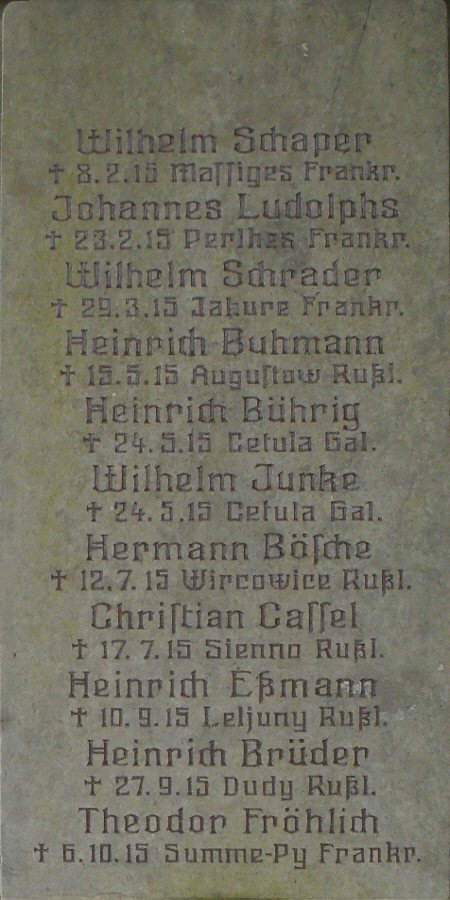 Wilhelm Schaper
✝ 8.2.15 Maſſiges Frankr.
Johannes Ludolphs
✝ 23.2.15 Perlhes Frankr.
Wilhelm Schrader
✝ 29.3.15 Jahure Frankr.
Heinrich Buhmann
✝ 15.5.15 Auguſtow Rußl.
Heinrich Bührig
✝ 24.5.15 Cetula Gal.
Wilhelm Junke
✝ 24.5.15 Cetula Gal.
Hermann Böſche
✝ 12.7.15 Wircowice Rußl.
Chriſtian Caſſel
✝ 17.7.15 Sienno Rußl.
Heinrich Eßmann
✝ 10.9.15 Leljuny Rußl.
Heinrich Brüder
✝ 27.9.15 Dudy Rußl.
Theodor Fröhlich
✝ 6.10.15 Summe-Py Frankr.